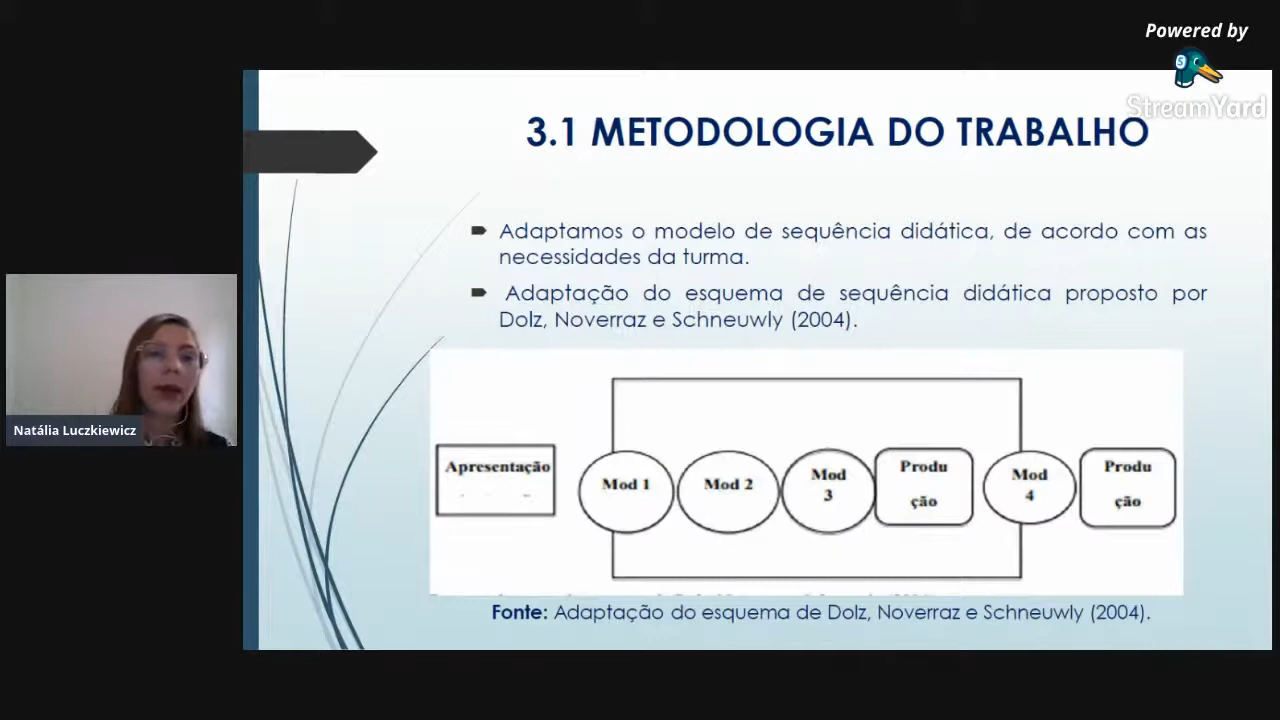 Powered by
StreamYard
3.1 METODOLOGIA DO TRABALHO
Adaptamos o modelo de sequência didática, de acordo com as
necessidades da turma.
Adaptação do esquema de sequência didática proposto por
Dolz, Noverraz e Schneuwly (2004).
Apresentação
Mod 1
Mod 2
Mod
3
Produ
ção
Mod
4
Produ
ção
Fonte: Adaptação do esquema de Dolz, Noverraz e Schneuwly (2004).
Natália Luczkiewicz